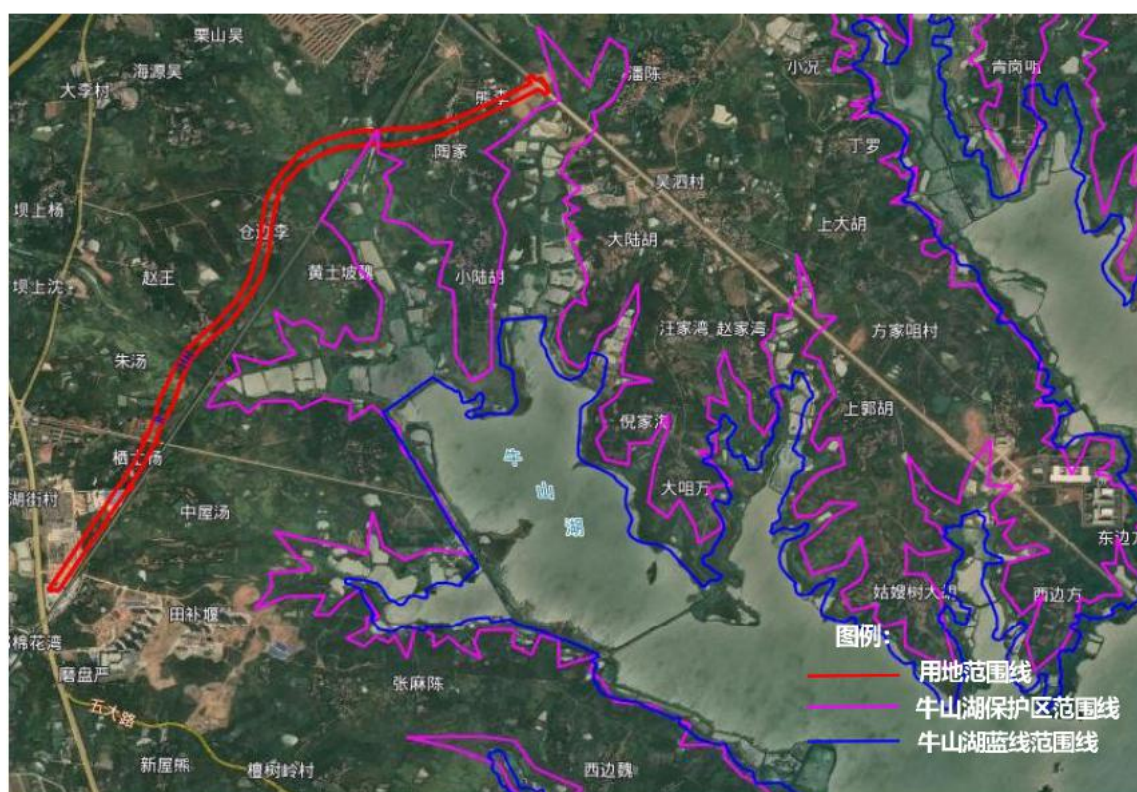 栗山吴
海源吴
大李村
小况
青岗咀
潘陈
熊李
陶家
丁罗
吴泗村
坝上杨
仓边李
大陆胡
上大胡
黄土坡魏
小陆胡
赵王
坝上沈
汪家湾
赵家湾
方家咀村
朱汤
上郭胡
倪家湾
牛
山
湖
大咀万
湖街村
中屋汤
东边方
姑嫂树大胡
西边方
田补堰
棉花湾
磨盘严
张麻陈
五大路
新屋熊
檀树岭村
西边魏
图例：
用地范围线
牛山湖保护区范围线
牛山湖蓝线范围线